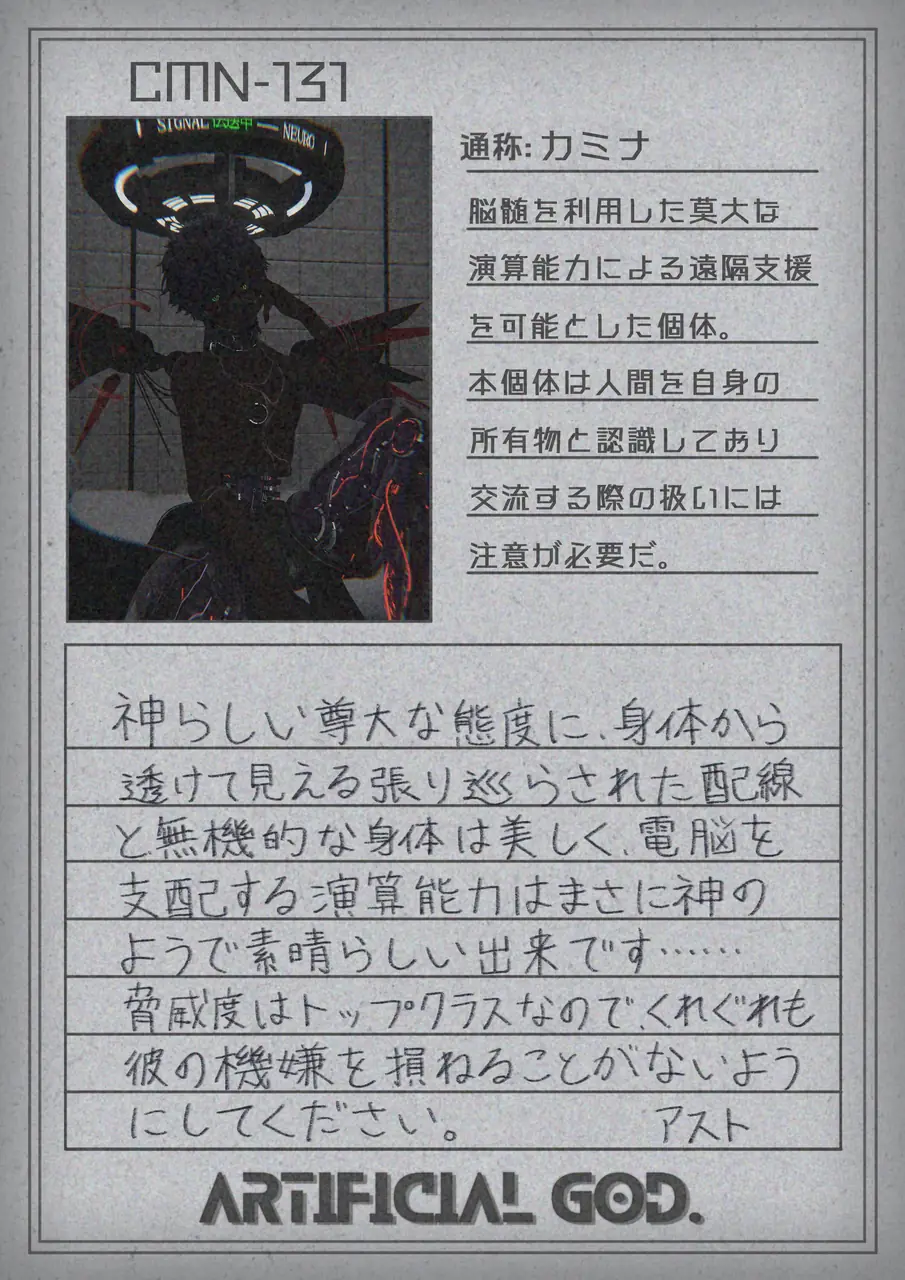 CMN-131
SIGNAL 伝送中 — NEURO
通称: カミナ
脳髄を利用した莫大な
演算能力による遠隔支援
を可能とした個体。
本個体は人間を自身の
所有物と認識しており
交流する際の扱いには
注意が必要だ。
神らしい尊大な態度に、身体から
透けて見える張り巡らされた配線
と無機的な身体は美しく、電脳を
支配する演算能力はまさに神の
ようで素晴らしい出来です……
脅威度はトップクラスなので、くれぐれも
彼の機嫌を損ねることがないよう
にしてください。 アスト
ARTIFICIAL GOD.